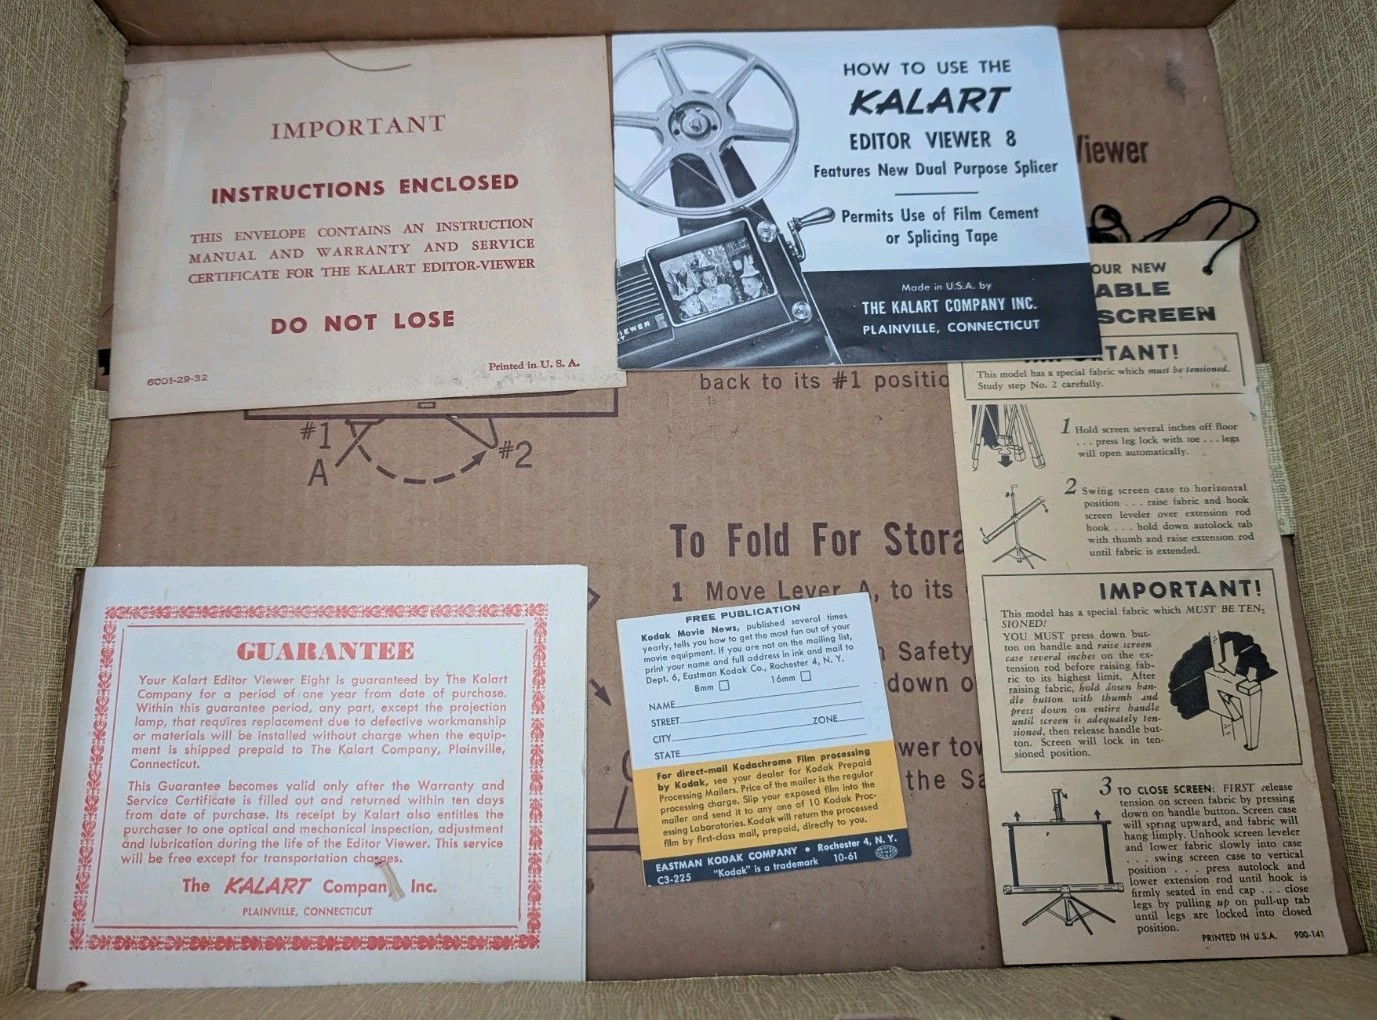 IMPORTANT
INSTRUCTIONS ENCLOSED
THIS ENVELOPE CONTAINS AN INSTRUCTION
MANUAL AND WARRANTY AND SERVICE
CERTIFICATE FOR THE KALART EDITOR-VIEWER
DO NOT LOSE
Printed in U. S. A.
6C01-29-32
HOW TO USE THE
KALART
EDITOR VIEWER 8
Features New Dual Purpose Splicer
Permits Use of Film Cement
or Splicing Tape
Made in U.S.A. by
THE KALART COMPANY INC.
PLAINVILLE, CONNECTICUT
VIEWER
Viewer
back to its #1 positio
#1
A
#2
To Fold For Stora
1 Move Lever A, to its
Safety
down o
wer tow
the Sa
OUR NEW
ABLE
SCREEN
IMPORTANT!
This model has a special fabric which must be tensioned.
Study step No. 2 carefully.
1 Hold screen several inches off floor
. . . press leg lock with toe . . . legs
will open automatically.
2 Swing screen case to horizontal
position . . . raise fabric and hook
screen leveler over extension rod
hook . . . hold down autolock tab
with thumb and raise extension rod
until fabric is extended.
IMPORTANT!
This model has a special fabric which MUST BE TEN-
SIONED!
YOU MUST press down but-
ton on handle and raise screen
case several inches on the ex-
tension rod before raising fab-
ric to its highest limit. After
raising fabric, hold down han-
dle button with thumb and
press down on entire handle
until screen is adequately ten-
sioned, then release handle but-
ton. Screen will lock in ten-
sioned position.
3 TO CLOSE SCREEN: FIRST release
tension on screen fabric by pressing
down on handle button. Screen case
will spring upward, and fabric will
hang limply. Unhook screen leveler
and lower fabric slowly into case
. . . . swing screen case to vertical
position . . . press autolock and
lower extension rod until hook is
firmly seated in end cap . . . close
legs by pulling up on pull-up tab
until legs are locked into closed
position.
PRINTED IN U.S.A. 900-141
GUARANTEE
Your Kalart Editor Viewer Eight is guaranteed by The Kalart
Company for a period of one year from date of purchase.
Within this guarantee period, any part, except the projection
lamp, that requires replacement due to defective workmanship
or materials will be installed without charge when the equip-
ment is shipped prepaid to The Kalart Company, Plainville,
Connecticut.
This Guarantee becomes valid only after the Warranty and
Service Certificate is filled out and returned within ten days
from date of purchase. Its receipt by Kalart also entitles the
purchaser to one optical and mechanical inspection, adjustment
and lubrication during the life of the Editor Viewer. This service
will be free except for transportation charges.
The KALART Company Inc.
PLAINVILLE, CONNECTICUT
FREE PUBLICATION
Kodak Movie News, published several times
yearly, tells you how to get the most fun out of your
movie equipment. If you are not on the mailing list,
print your name and full address in ink and mail to
Dept. 6, Eastman Kodak Co., Rochester 4, N. Y.
8mm 16mm
NAME
STREET
CITY ZONE
STATE
For direct-mail Kodachrome Film processing
by Kodak, see your dealer for Kodak Prepaid
Processing Mailers. Price of the mailer is the regular
processing charge. Slip your exposed film into the
mailer and send it to any one of 10 Kodak Proc-
essing Laboratories. Kodak will return the processed
film by first-class mail, prepaid, directly to you.
EASTMAN KODAK COMPANY • Rochester 4, N. Y.
C3-225 "Kodak" is a trademark 10-61